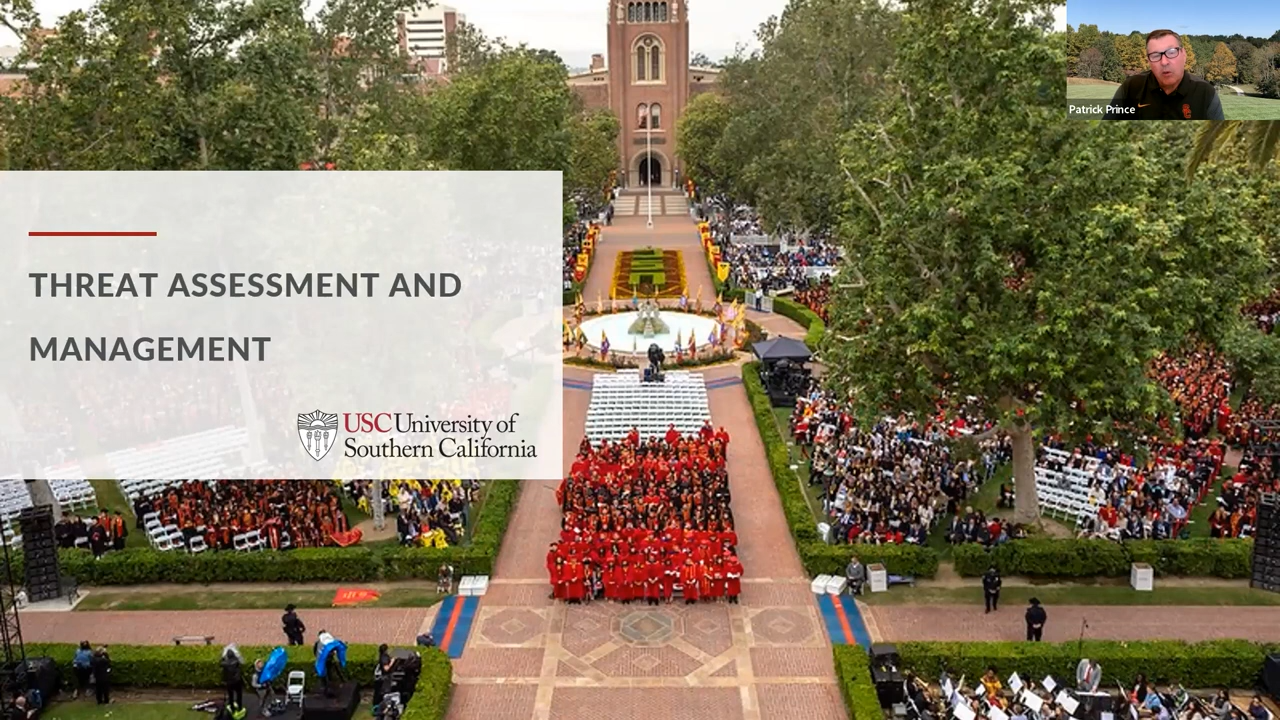 Patrick Prince
THREAT ASSESSMENT AND
MANAGEMENT
USC University of
Southern California